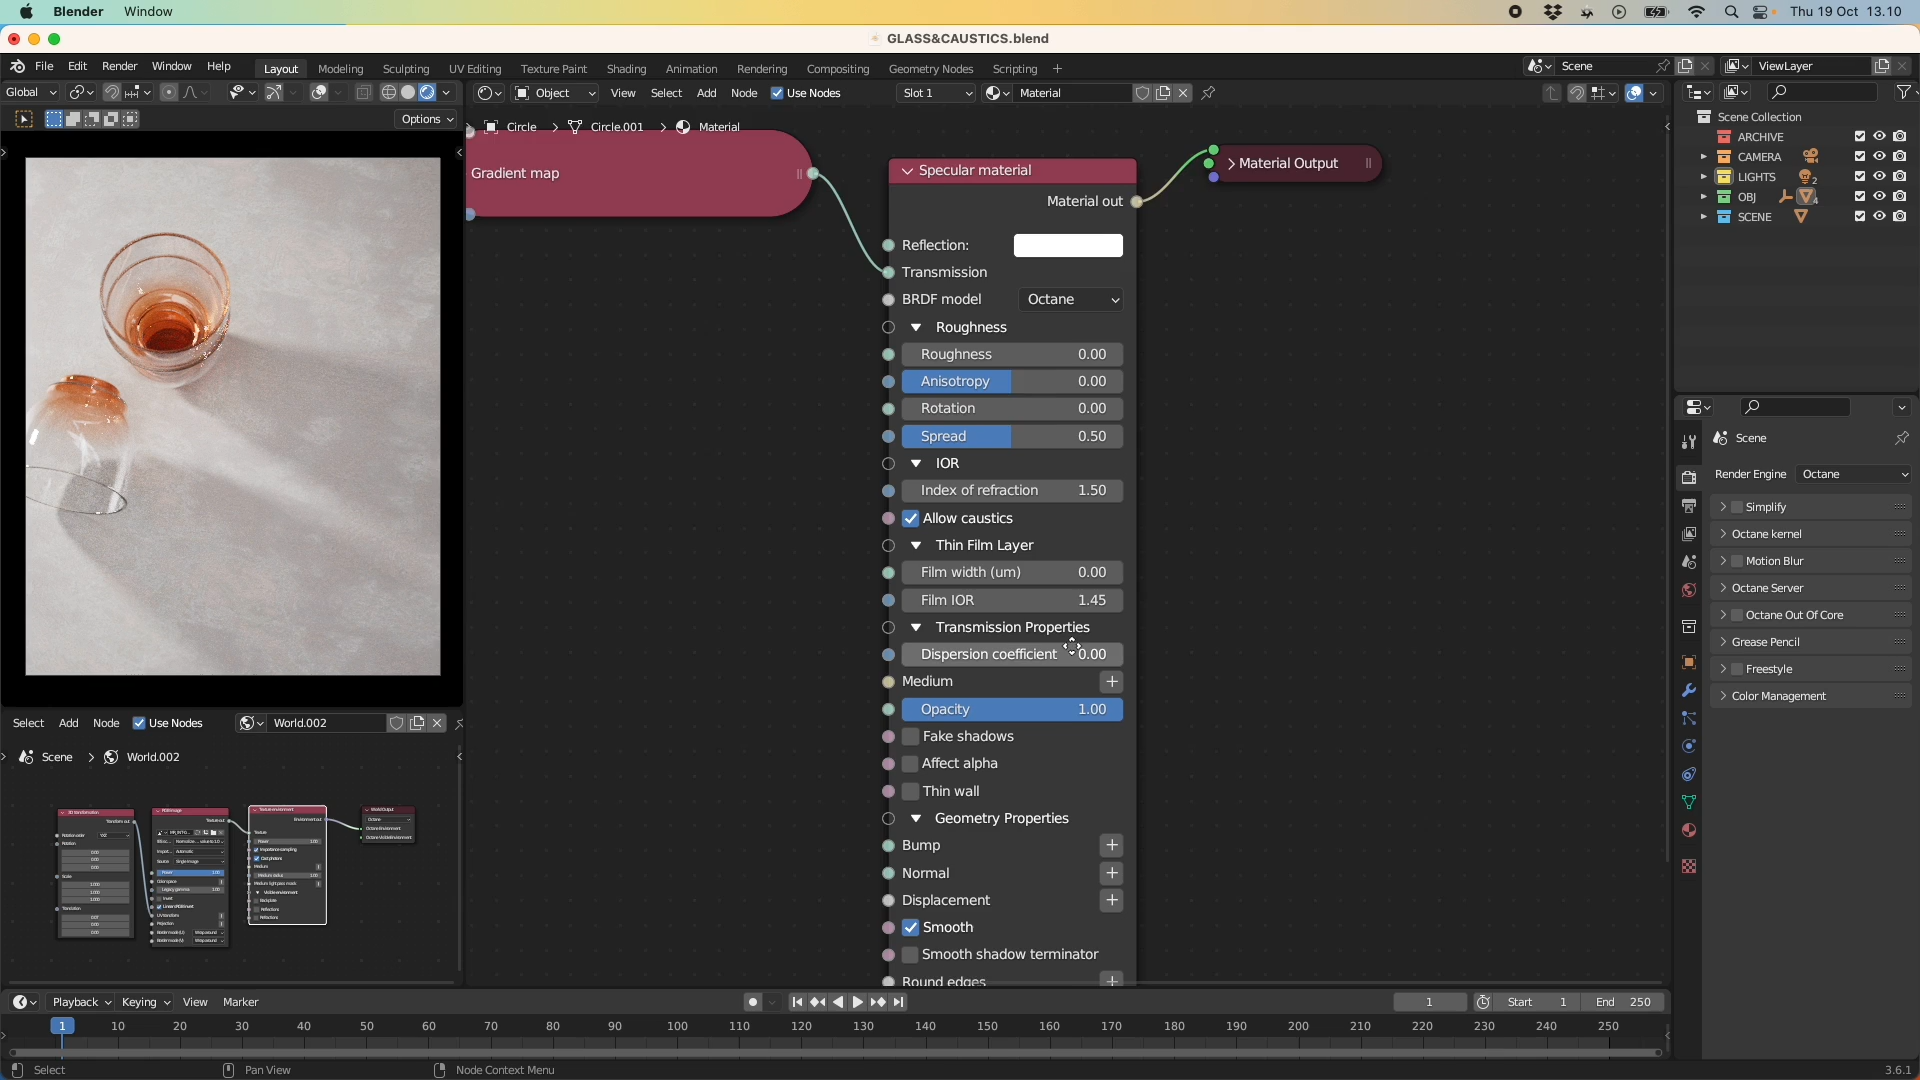 Blender Window
Thu 19 Oct 13.10
GLASS&CAUSTICS.blend
File Edit Render Window Help Layout Modeling Sculpting UV Editing Texture Paint Shading Animation Rendering Compositing Geometry Nodes Scripting +
Scene
ViewLayer
Global
Object View Select Add Node Use Nodes Slot 1 Material
Options
Circle > Circle.001 > Material
Scene Collection
ARCHIVE
CAMERA
LIGHTS 2
OBJ 4
SCENE
Gradient map
Specular material
Material out
Material Output
Reflection:
Transmission
BRDF model Octane
Roughness
Roughness 0.00
Anisotropy 0.00
Rotation 0.00
Spread 0.50
IOR
Index of refraction 1.50
Allow caustics
Thin Film Layer
Film width (um) 0.00
Film IOR 1.45
Transmission Properties
Dispersion coefficient 0.00
Medium +
Opacity 1.00
Fake shadows
Affect alpha
Thin wall
Geometry Properties
Bump +
Normal +
Displacement +
Smooth
Smooth shadow terminator
Round edges +
Scene
Render Engine Octane
Simplify
Octane kernel
Motion Blur
Octane Server
Octane Out Of Core
Grease Pencil
Freestyle
Color Management
Select Add Node Use Nodes World.002
Scene > World.002
Playback Keying View Marker
1 Start 1 End 250
1 10 20 30 40 50 60 70 80 90 100 110 120 130 140 150 160 170 180 190 200 210 220 230 240 250
Select Pan View Node Context Menu 3.6.1